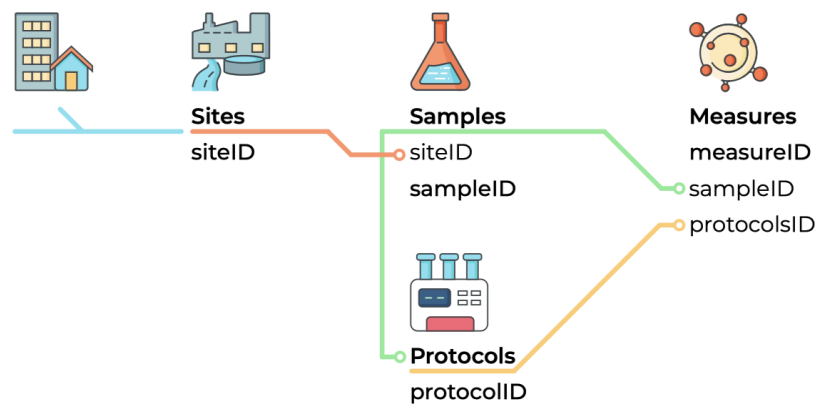 Sites
siteID
Samples
siteID
sampleID
Measures
measureID
sampleID
protocolsID
Protocols
protocolID